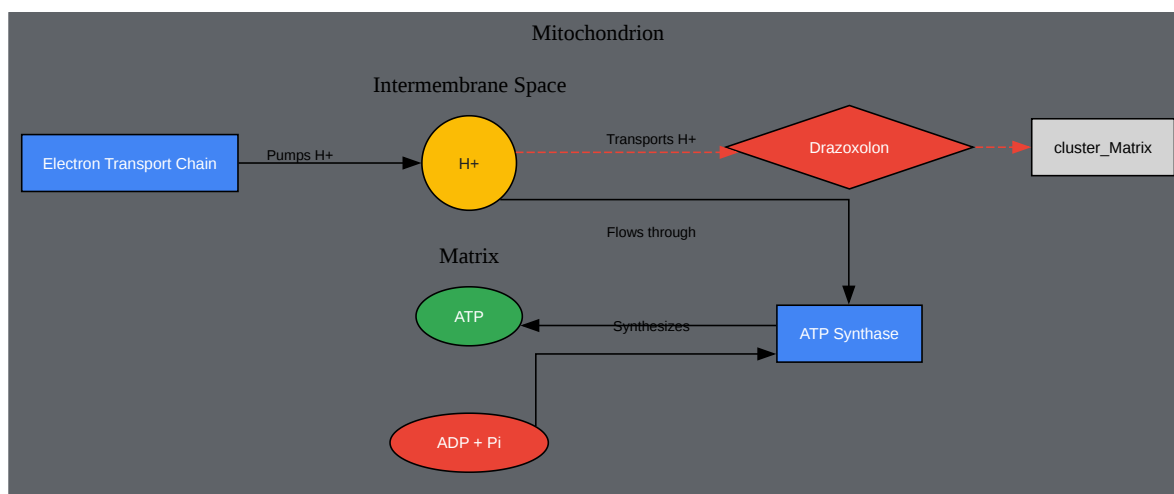 Mitochondrion
Intermembrane Space
Electron Transport Chain
Pumps H+
H+
Transports H+
Drazoxolon
cluster_Matrix
Flows through
Matrix
ATP
Synthesizes
ATP Synthase
ADP + Pi